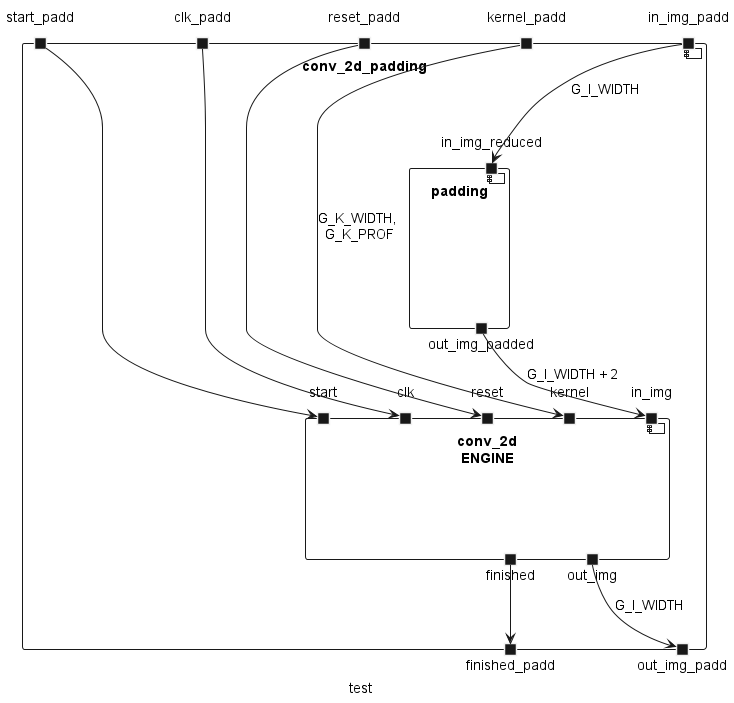 start_padd
clk_padd
reset_padd
kernel_padd
in_img_padd
conv_2d_padding
G_I_WIDTH
in_img_reduced
padding
G_K_WIDTH,
G_K_PROF
out_img_padded
G_I_WIDTH + 2
start
clk
reset
kernel
in_img
conv_2d
ENGINE
finished
out_img
G_I_WIDTH
finished_padd
out_img_padd
test